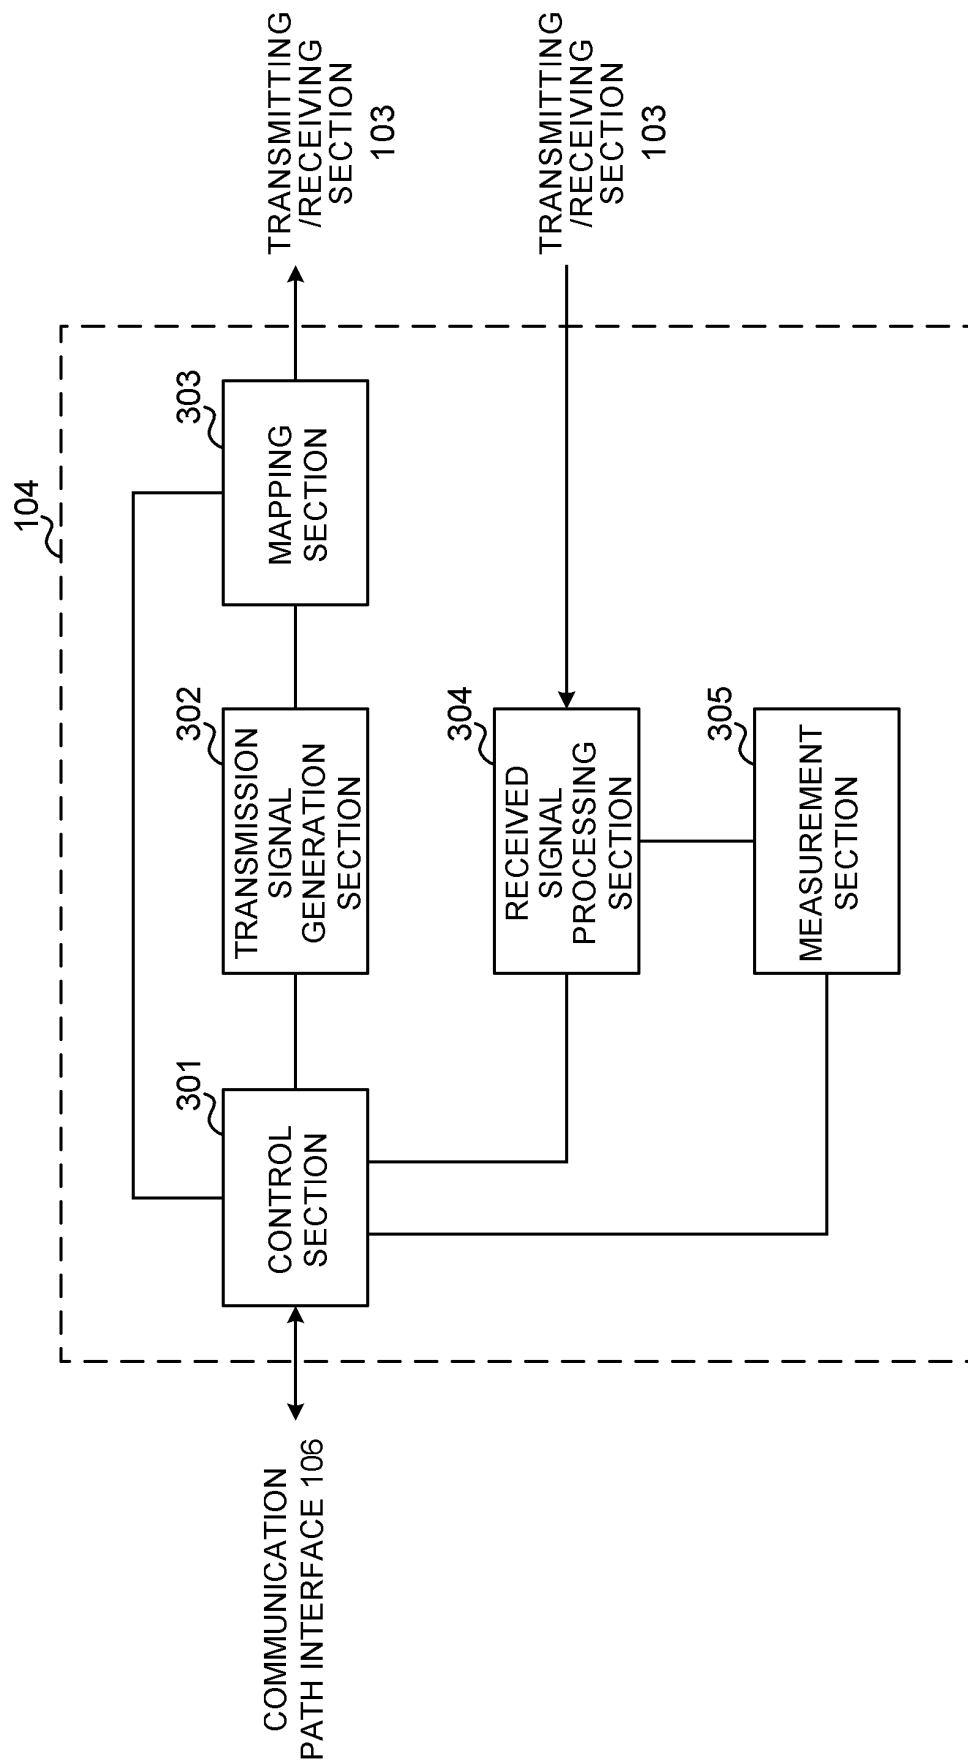 104
COMMUNICATION
PATH INTERFACE 106
301
CONTROL
SECTION
302
TRANSMISSION
SIGNAL
GENERATION
SECTION
303
MAPPING
SECTION
TRANSMITTING
/RECEIVING
SECTION
103
304
RECEIVED
SIGNAL
PROCESSING
SECTION
TRANSMITTING
/RECEIVING
SECTION
103
305
MEASUREMENT
SECTION